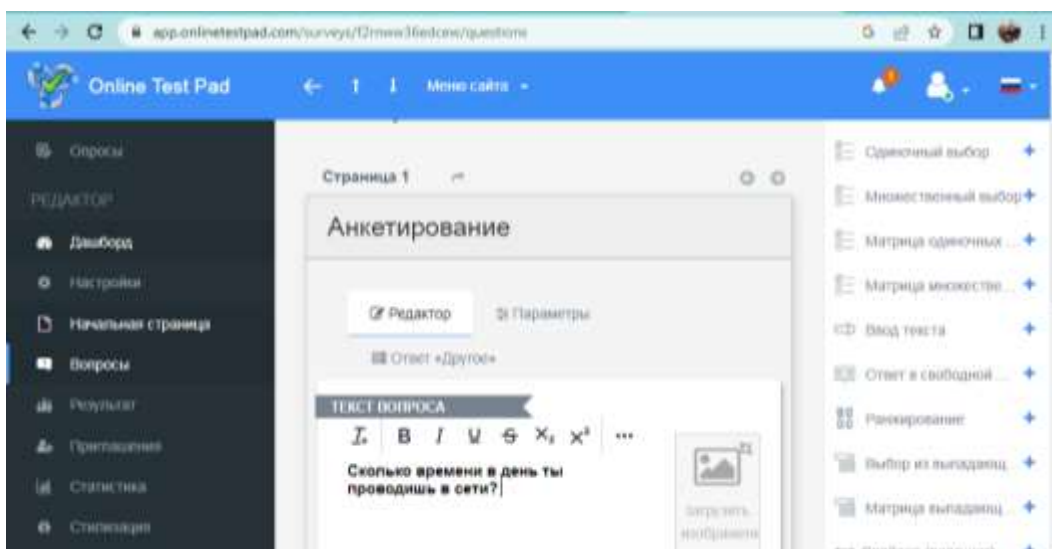 app.onlinetestpad.com/surveys/
Online Test Pad
Меню сайта
Опросы
РЕДАКТОР
Дашборд
Настройки
Начальная страница
Вопросы
Результат
Приглашения
Статистика
Стилизация
Страница 1
Анкетирование
Редактор
Параметры
Ответ «Другое»
ТЕКСТ ВОПРОСА
Сколько времени в день ты
проводишь в сети?
Загрузить
изображение
Одиночный выбор
Множественный выбор
Матрица одиночных ...
Матрица множестве...
Ввод текста
Ответ в свободной ...
Ранжирование
Выбор из выпадающ...
Матрица выпадающ...